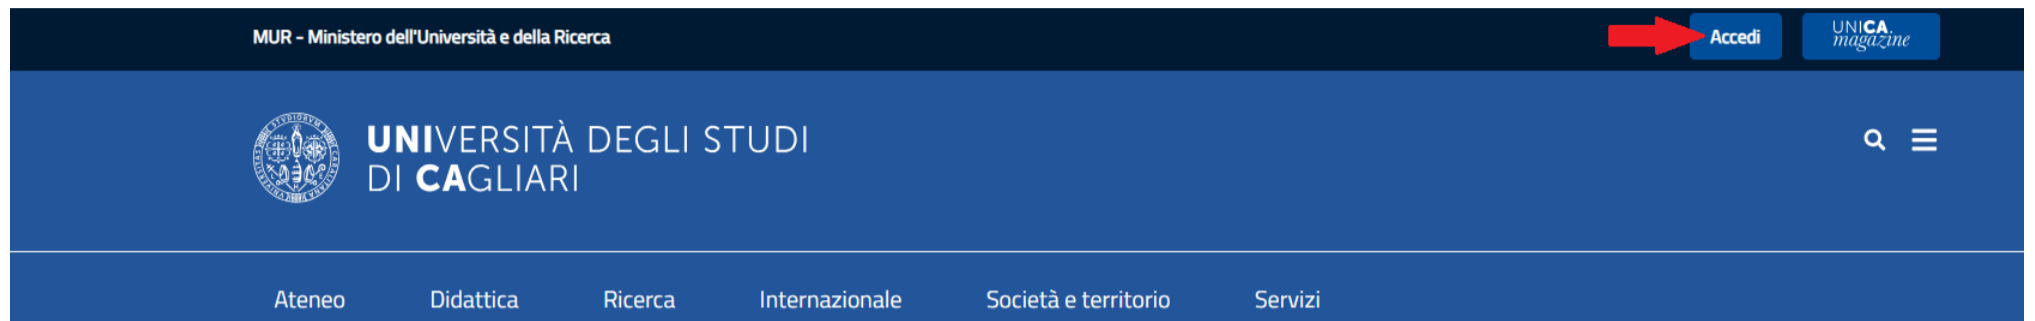 MUR - Ministero dell'Università e della Ricerca
Accedi
UNICA.
magazine
UNIVERSITÀ DEGLI STUDI
DI CAGLIARI
Ateneo Didattica Ricerca Internazionale Società e territorio Servizi